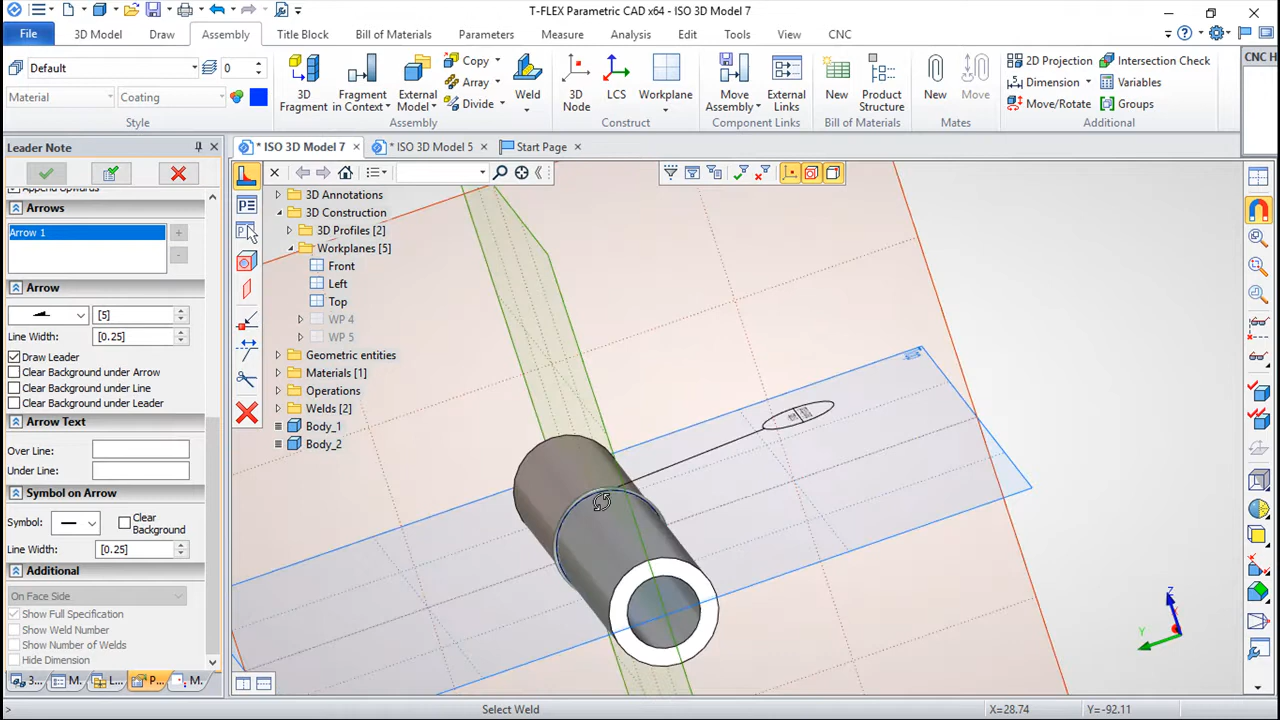 T-FLEX Parametric CAD x64 - ISO 3D Model 7
File 3D Model Draw Assembly Title Block Bill of Materials Parameters Measure Analysis Edit Tools Manage View CNC
Default 0
Material Coating
Style
3D Fragment
Fragment in Context
External Model
Copy
Array
Divide
Weld
Assembly
3D Node
LCS
Workplane
Construct
Move Assembly
External Links
Component Links
New
Product Structure
Bill of Materials
New
Move
Mates
2D Projection
Dimension
Move/Rotate
Intersection Check
Variables
Groups
Additional
CNC H
Leader Note
* ISO 3D Model 7
* ISO 3D Model 5
Start Page
Append Upwards
Arrows
Arrow 1
+
-
Arrow
[5]
Line Width: [0.25]
Draw Leader
Clear Background under Arrow
Clear Background under Line
Clear Background under Leader
Arrow Text
Over Line:
Under Line:
Symbol on Arrow
Symbol:
Clear Background
Line Width: [0.25]
Additional
On Face Side
Show Full Specification
Show Weld Number
Show Number of Welds
Hide Dimension
3... M... L... P... M.
3D Annotations
3D Construction
3D Profiles [2]
Workplanes [5]
Front
Left
Top
WP 4
WP 5
Geometric entities
Materials [1]
Operations
Welds [2]
Body_1
Body_2
Z
Y
> Select Weld X=28.74 Y=-92.11